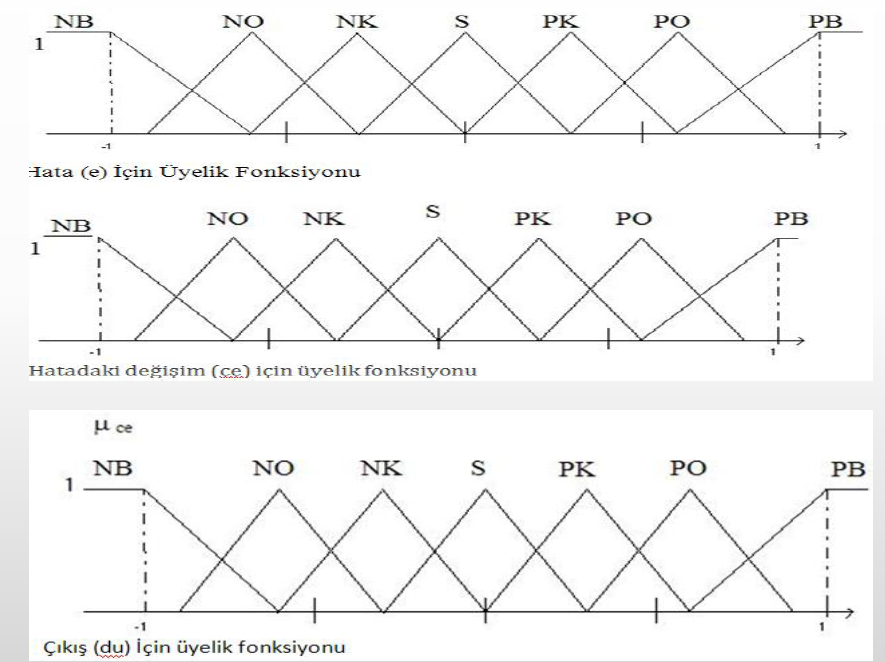 NB NO NK S PK PO PB
1
-1 1
Hata (e) İçin Üyelik Fonksiyonu
NB NO NK S PK PO PB
1
-1 1
Hatadaki değişim (ce) için üyelik fonksiyonu
μ ce
NB NO NK S PK PO PB
1
-1 1
Çıkış (du) İçin üyelik fonksiyonu